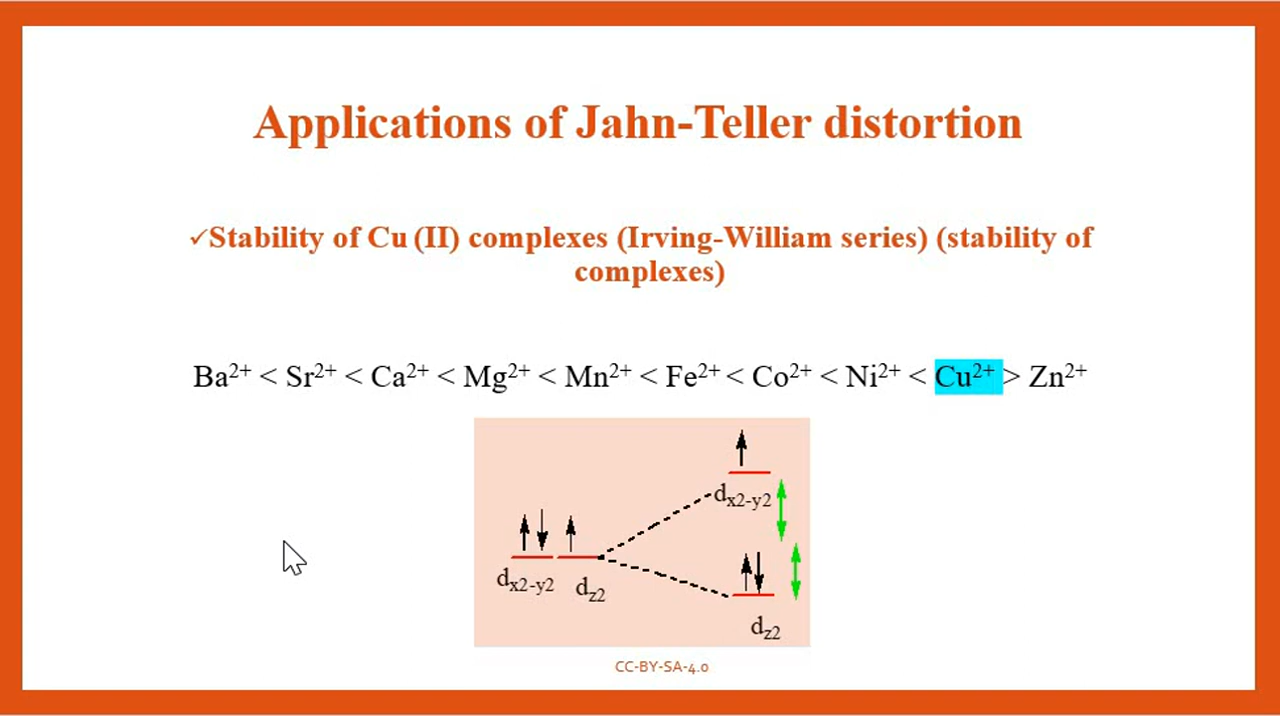 Applications of Jahn-Teller distortion
✓Stability of Cu (II) complexes (Irving-William series) (stability of
complexes)
Ba²⁺ < Sr²⁺ < Ca²⁺ < Mg²⁺ < Mn²⁺ < Fe²⁺ < Co²⁺ < Ni²⁺ < Cu²⁺ > Zn²⁺
dx2-y2
dx2-y2
dz2
dz2
CC-BY-SA-4.0